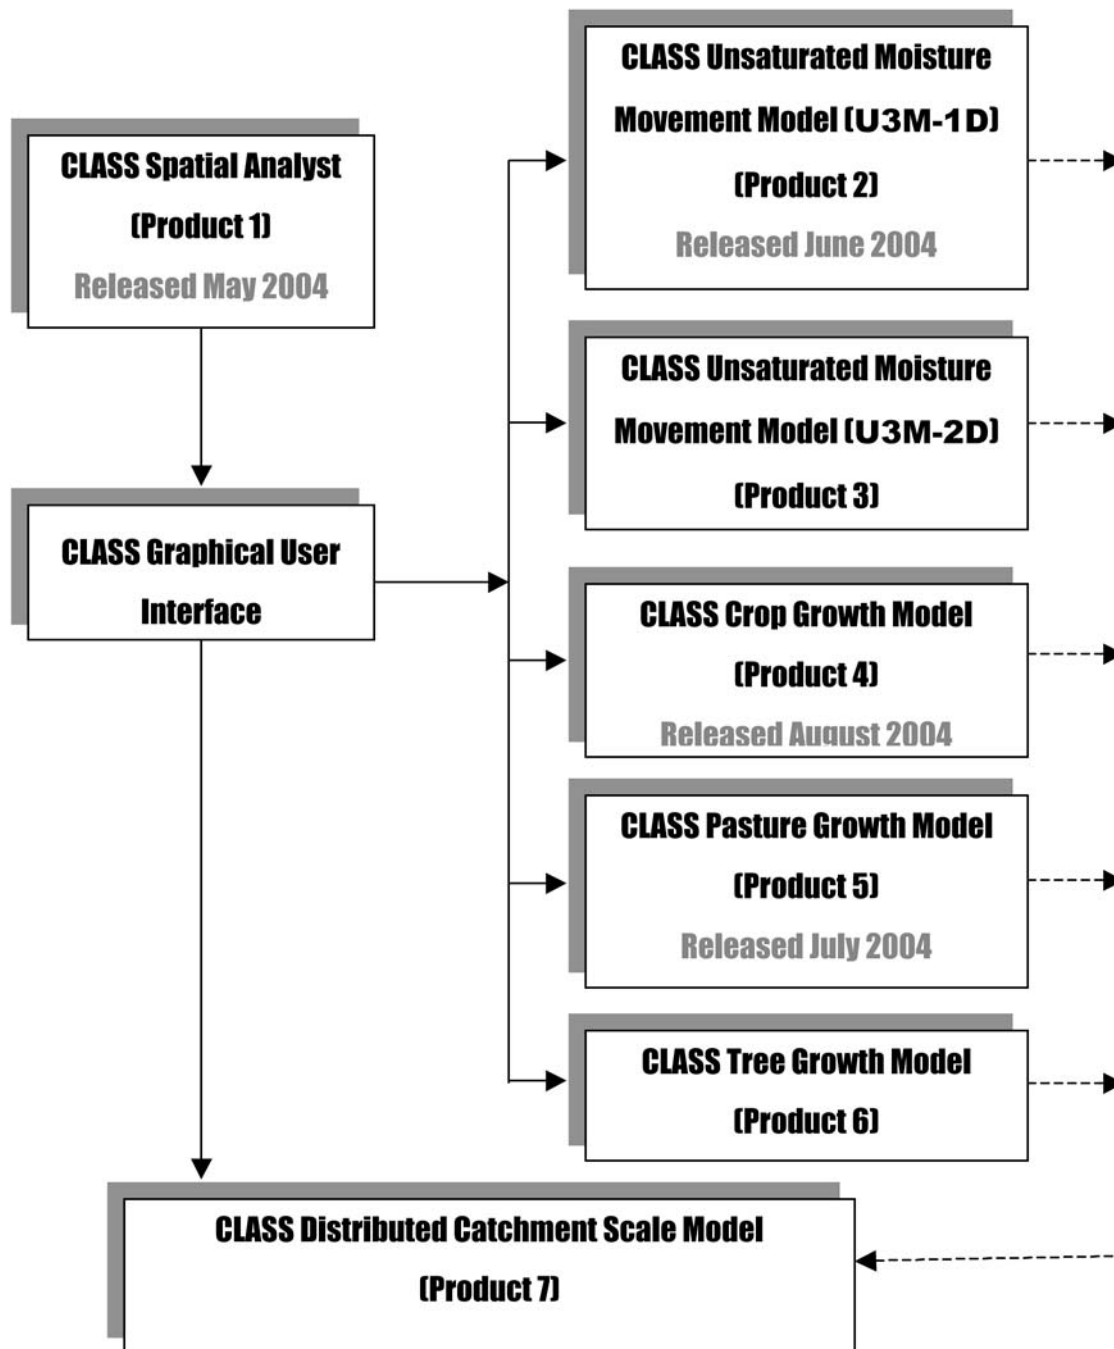 CLASS Spatial Analyst
(Product 1)
Released May 2004
CLASS Graphical User
Interface
CLASS Unsaturated Moisture
Movement Model (U3M-1D)
(Product 2)
Released June 2004
CLASS Unsaturated Moisture
Movement Model (U3M-2D)
(Product 3)
CLASS Crop Growth Model
(Product 4)
Released August 2004
CLASS Pasture Growth Model
(Product 5)
Released July 2004
CLASS Tree Growth Model
(Product 6)
CLASS Distributed Catchment Scale Model
(Product 7)